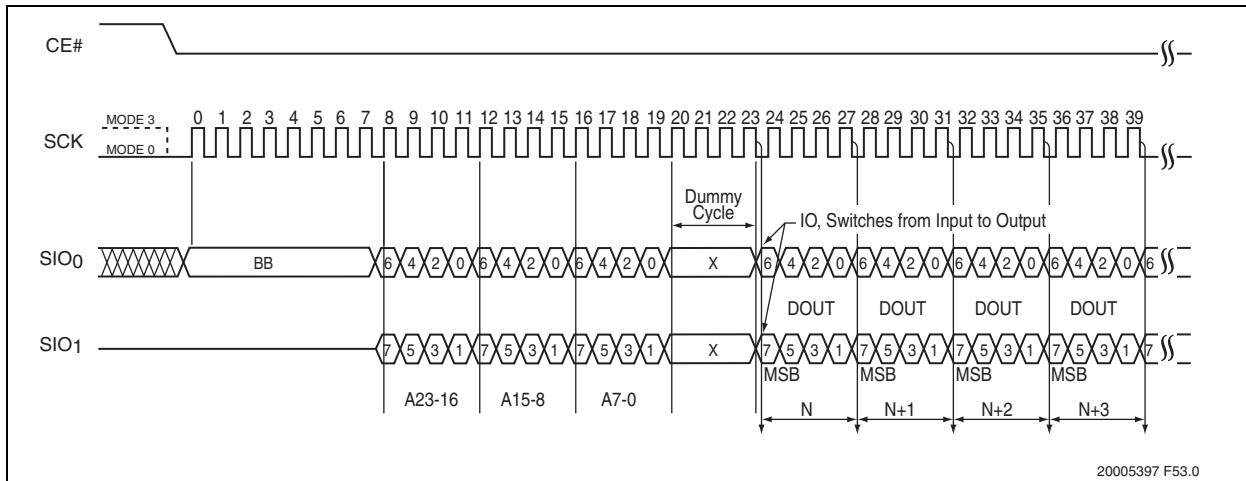 CE#
MODE 3
0 1 2 3 4 5 6 7 8 9 10 11 12 13 14 15 16 17 18 19 20 21 22 23 24 25 26 27 28 29 30 31 32 33 34 35 36 37 38 39
SCK
MODE 0
Dummy
Cycle
IO, Switches from Input to Output
SIO0
BB
6 4 2 0 6 4 2 0 6 4 2 0 X 6 4 2 0 6 4 2 0 6 4 2 0 6 4 2 0 6
DOUT DOUT DOUT DOUT
SIO1
7 5 3 1 7 5 3 1 7 5 3 1 X 7 5 3 1 7 5 3 1 7 5 3 1 7 5 3 1 7
MSB MSB MSB MSB
A23-16 A15-8 A7-0
N N+1 N+2 N+3
20005397 F53.0